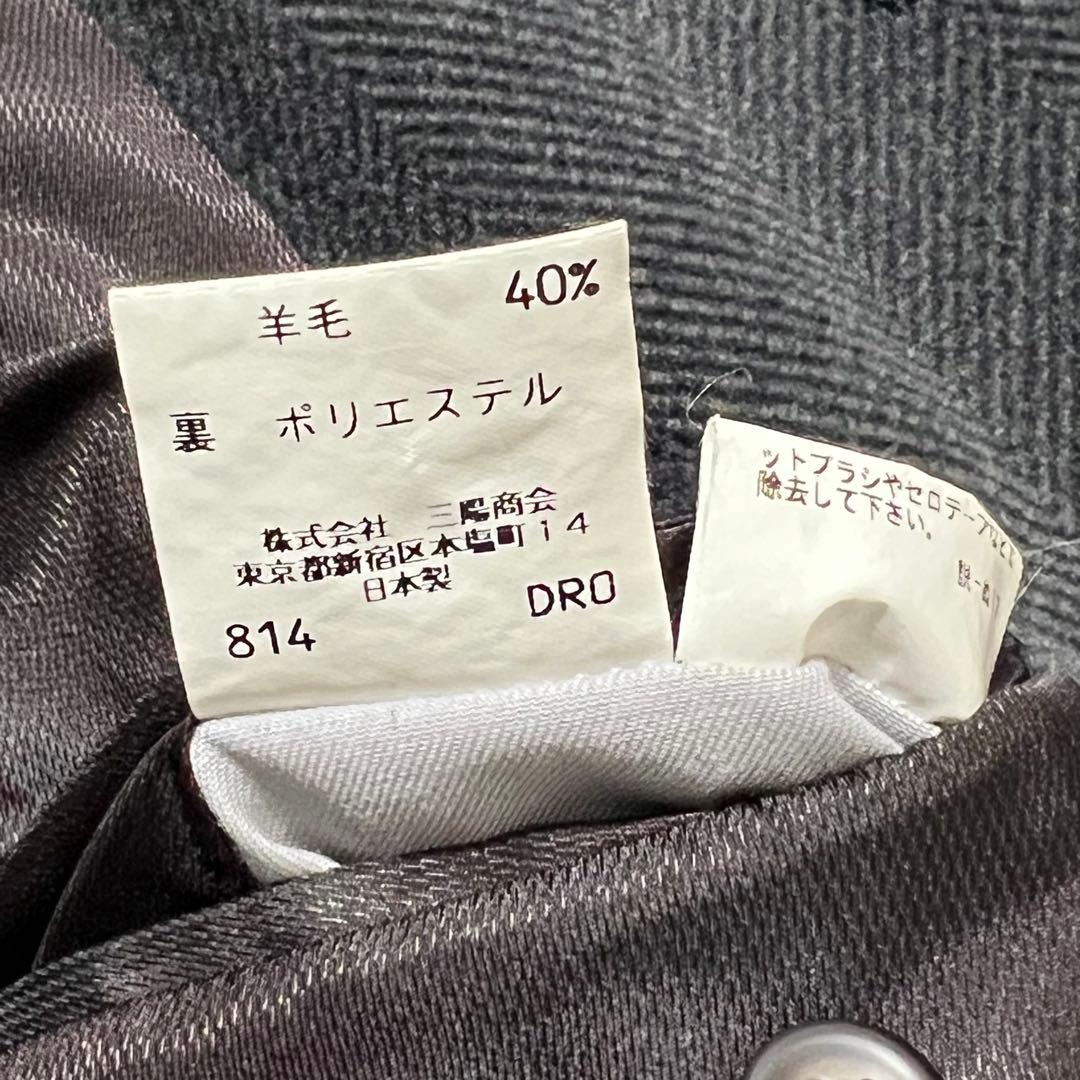 羊毛 40%
裏 ポリエステル
株式会社 三陽商会
東京都新宿区本塩町14
日本製
814 DRO
ットブラシやセロテープなど
除去して下さい。